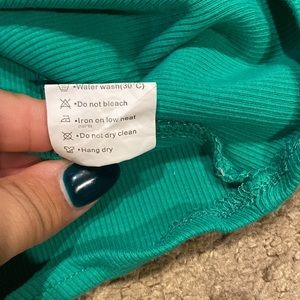 •Water wash(30°C)
•Do not bleach
•Iron on low heat
•Do not dry clean
•Hang dry